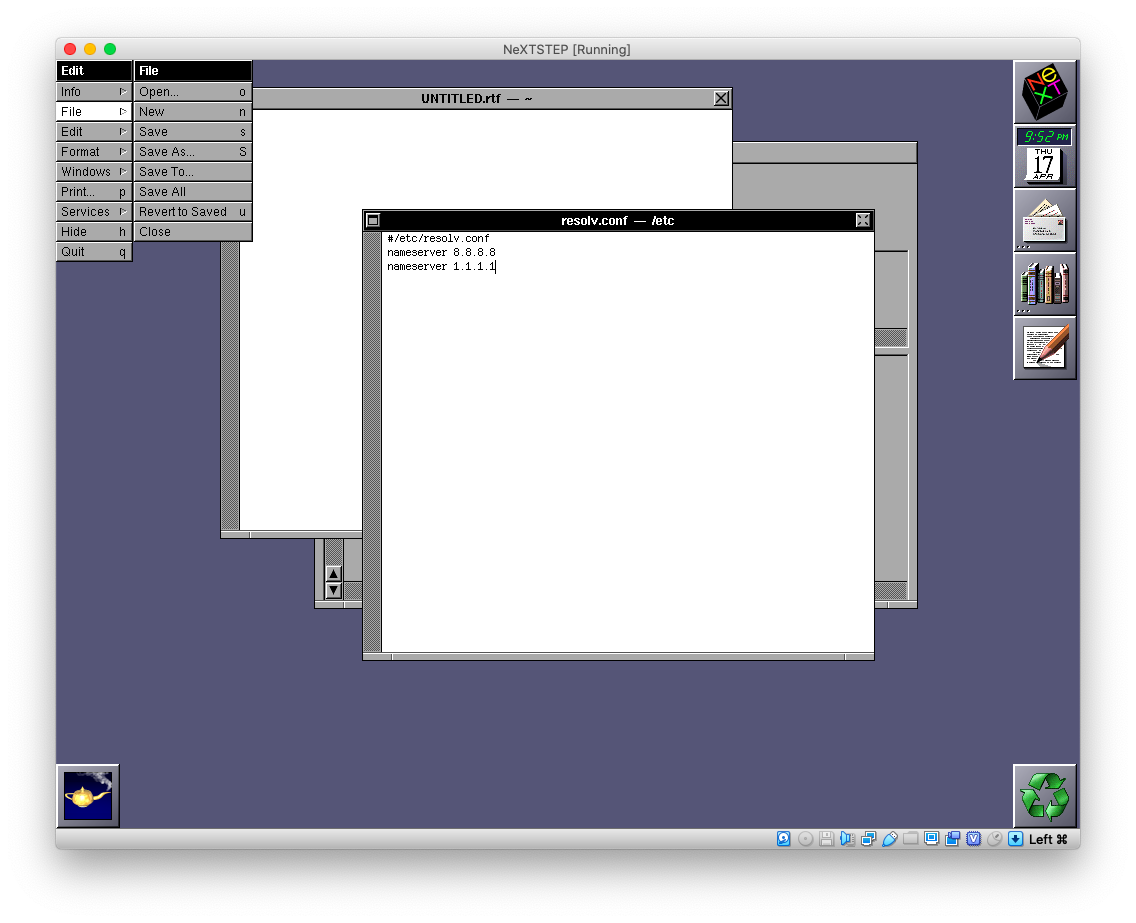 NeXTSTEP [Running]
Edit
Info
File
Edit
Format
Windows
Print... p
Services
Hide h
Quit q
File
Open... o
New n
Save s
Save As... S
Save To...
Save All
Revert to Saved u
Close
UNTITLED.rtf — ~
resolv.conf — /etc
#/etc/resolv.conf
nameserver 8.8.8.8
nameserver 1.1.1.1
NeXT
9:52 PM
THU
17
APR
Left ⌘